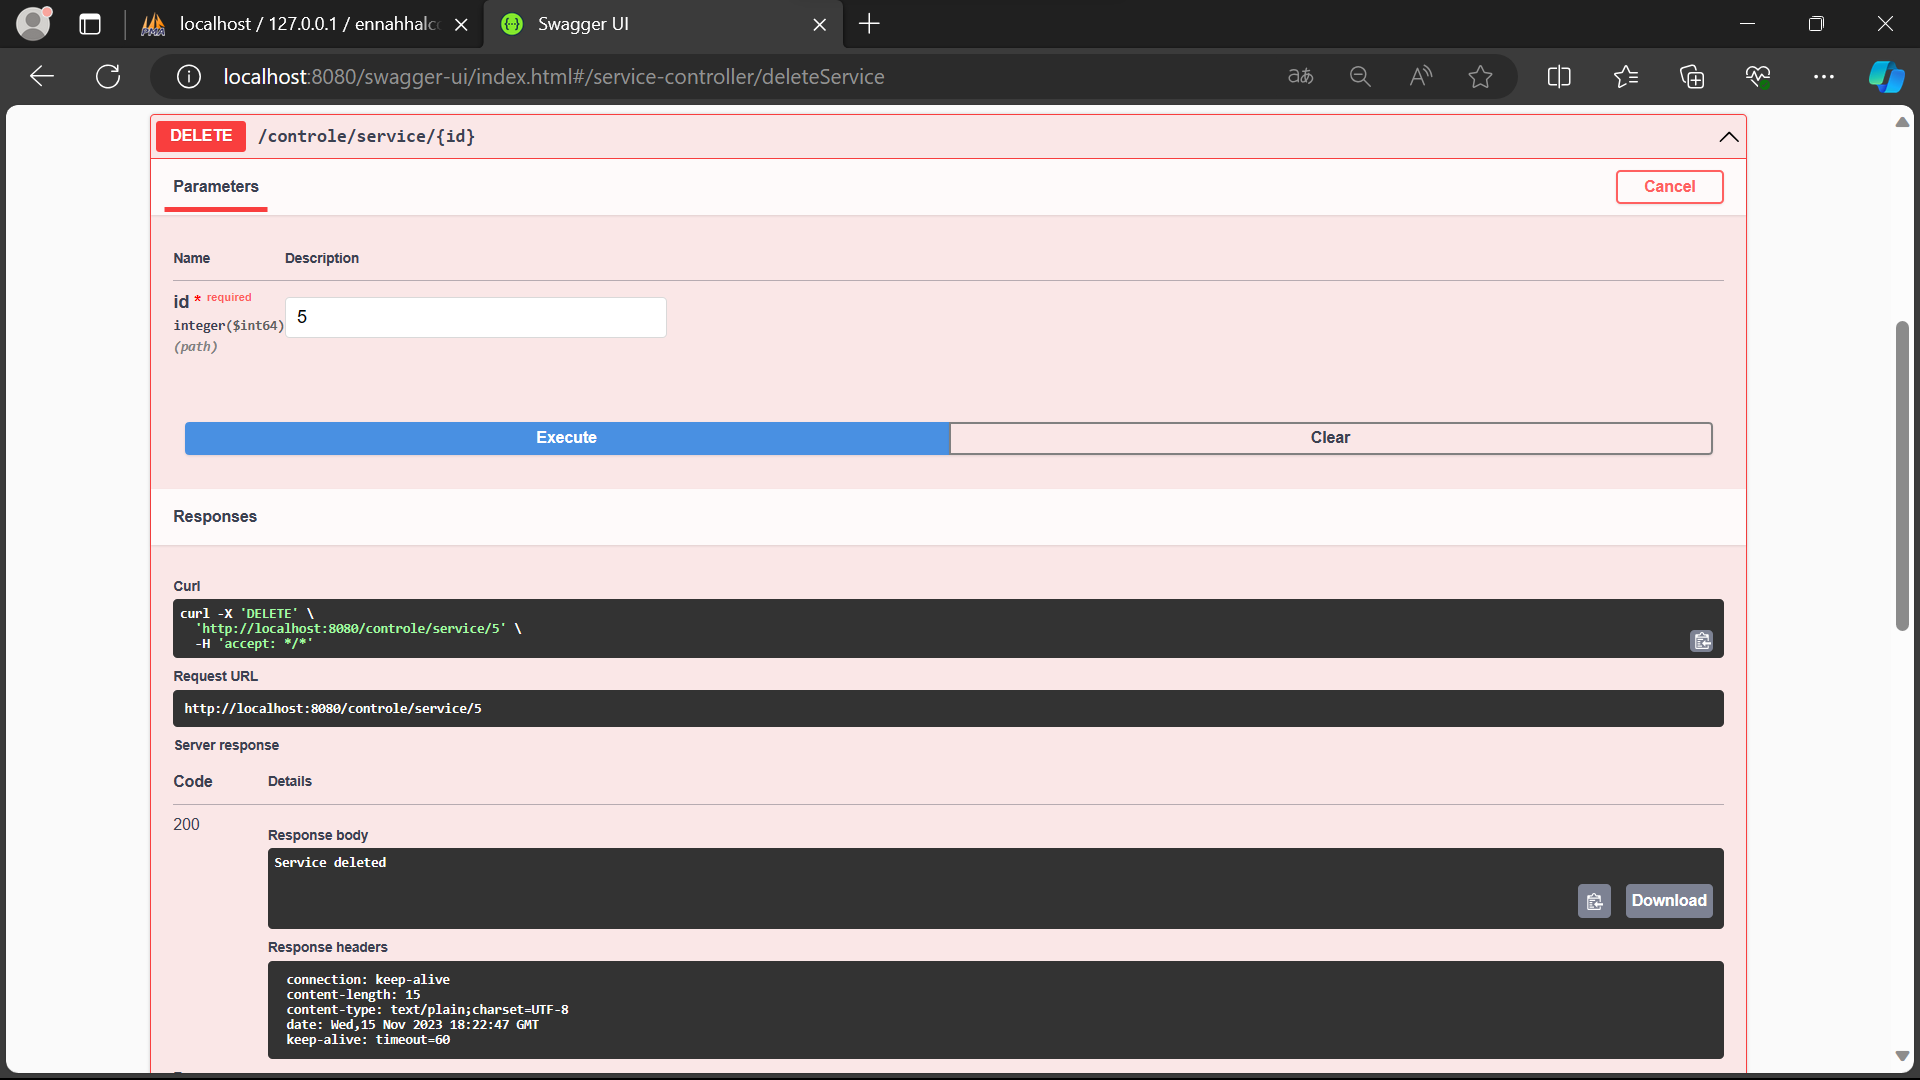 localhost / 127.0.0.1 / ennahhalco
Swagger UI
localhost:8080/swagger-ui/index.html#/service-controller/deleteService
DELETE /controle/service/{id}
Parameters
Cancel
Name Description
id * required
integer($int64)
(path)
5
Execute
Clear
Responses
Curl
curl -X 'DELETE' \
'http://localhost:8080/controle/service/5' \
-H 'accept: */*'
Request URL
http://localhost:8080/controle/service/5
Server response
Code Details
200
Response body
Service deleted
Download
Response headers
connection: keep-alive
content-length: 15
content-type: text/plain;charset=UTF-8
date: Wed,15 Nov 2023 18:22:47 GMT
keep-alive: timeout=60